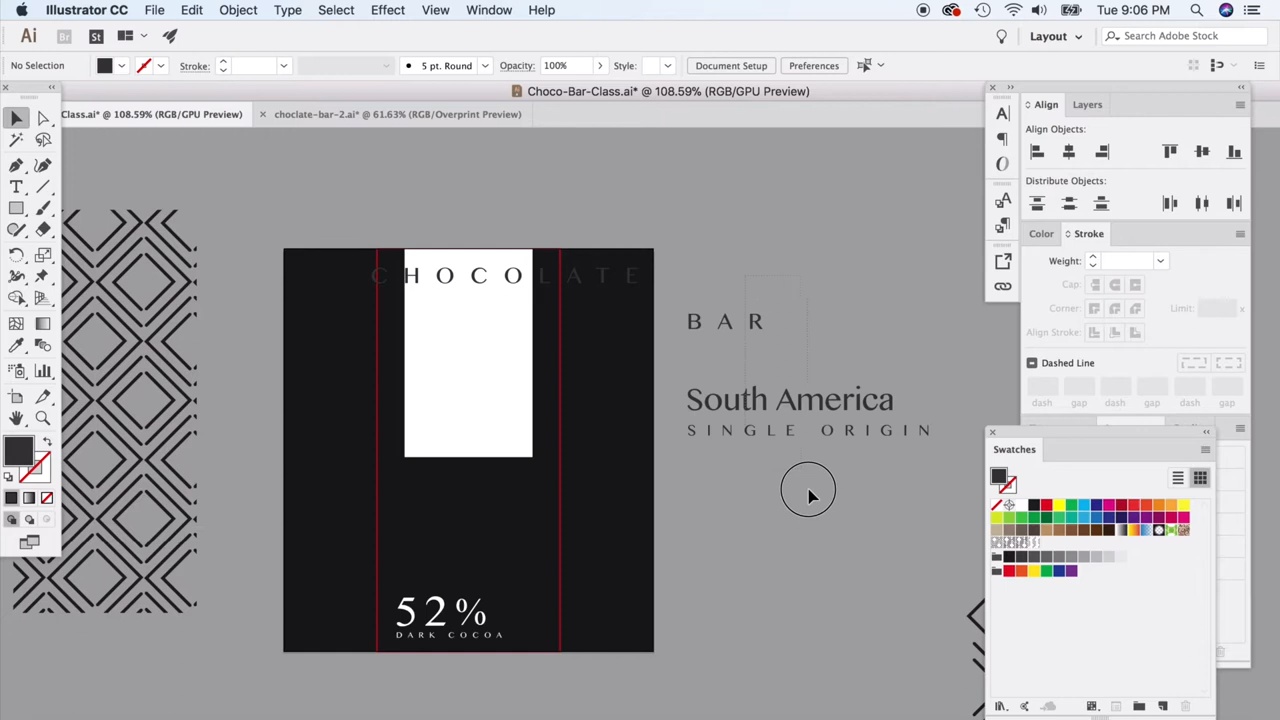 Illustrator CC File Edit Object Type Select Effect View Window Help
Tue 9:06 PM
Ai Br St
Layout
Search Adobe Stock
No Selection
Stroke:
5 pt. Round
Opacity: 100%
Style:
Document Setup
Preferences
Choco-Bar-Class.ai* @ 108.59% (RGB/GPU Preview)
Class.ai* @ 108.59% (RGB/GPU Preview)
choclate-bar-2.ai* @ 61.63% (RGB/Overprint Preview)
Align Layers
Align Objects:
Distribute Objects:
Color Stroke
Weight:
Cap:
Corner:
Limit:
x
Align Stroke:
Dashed Line
dash gap dash gap dash gap
Swatches
CHOCOLATE
BAR
South America
SINGLE ORIGIN
52%
DARK COCOA